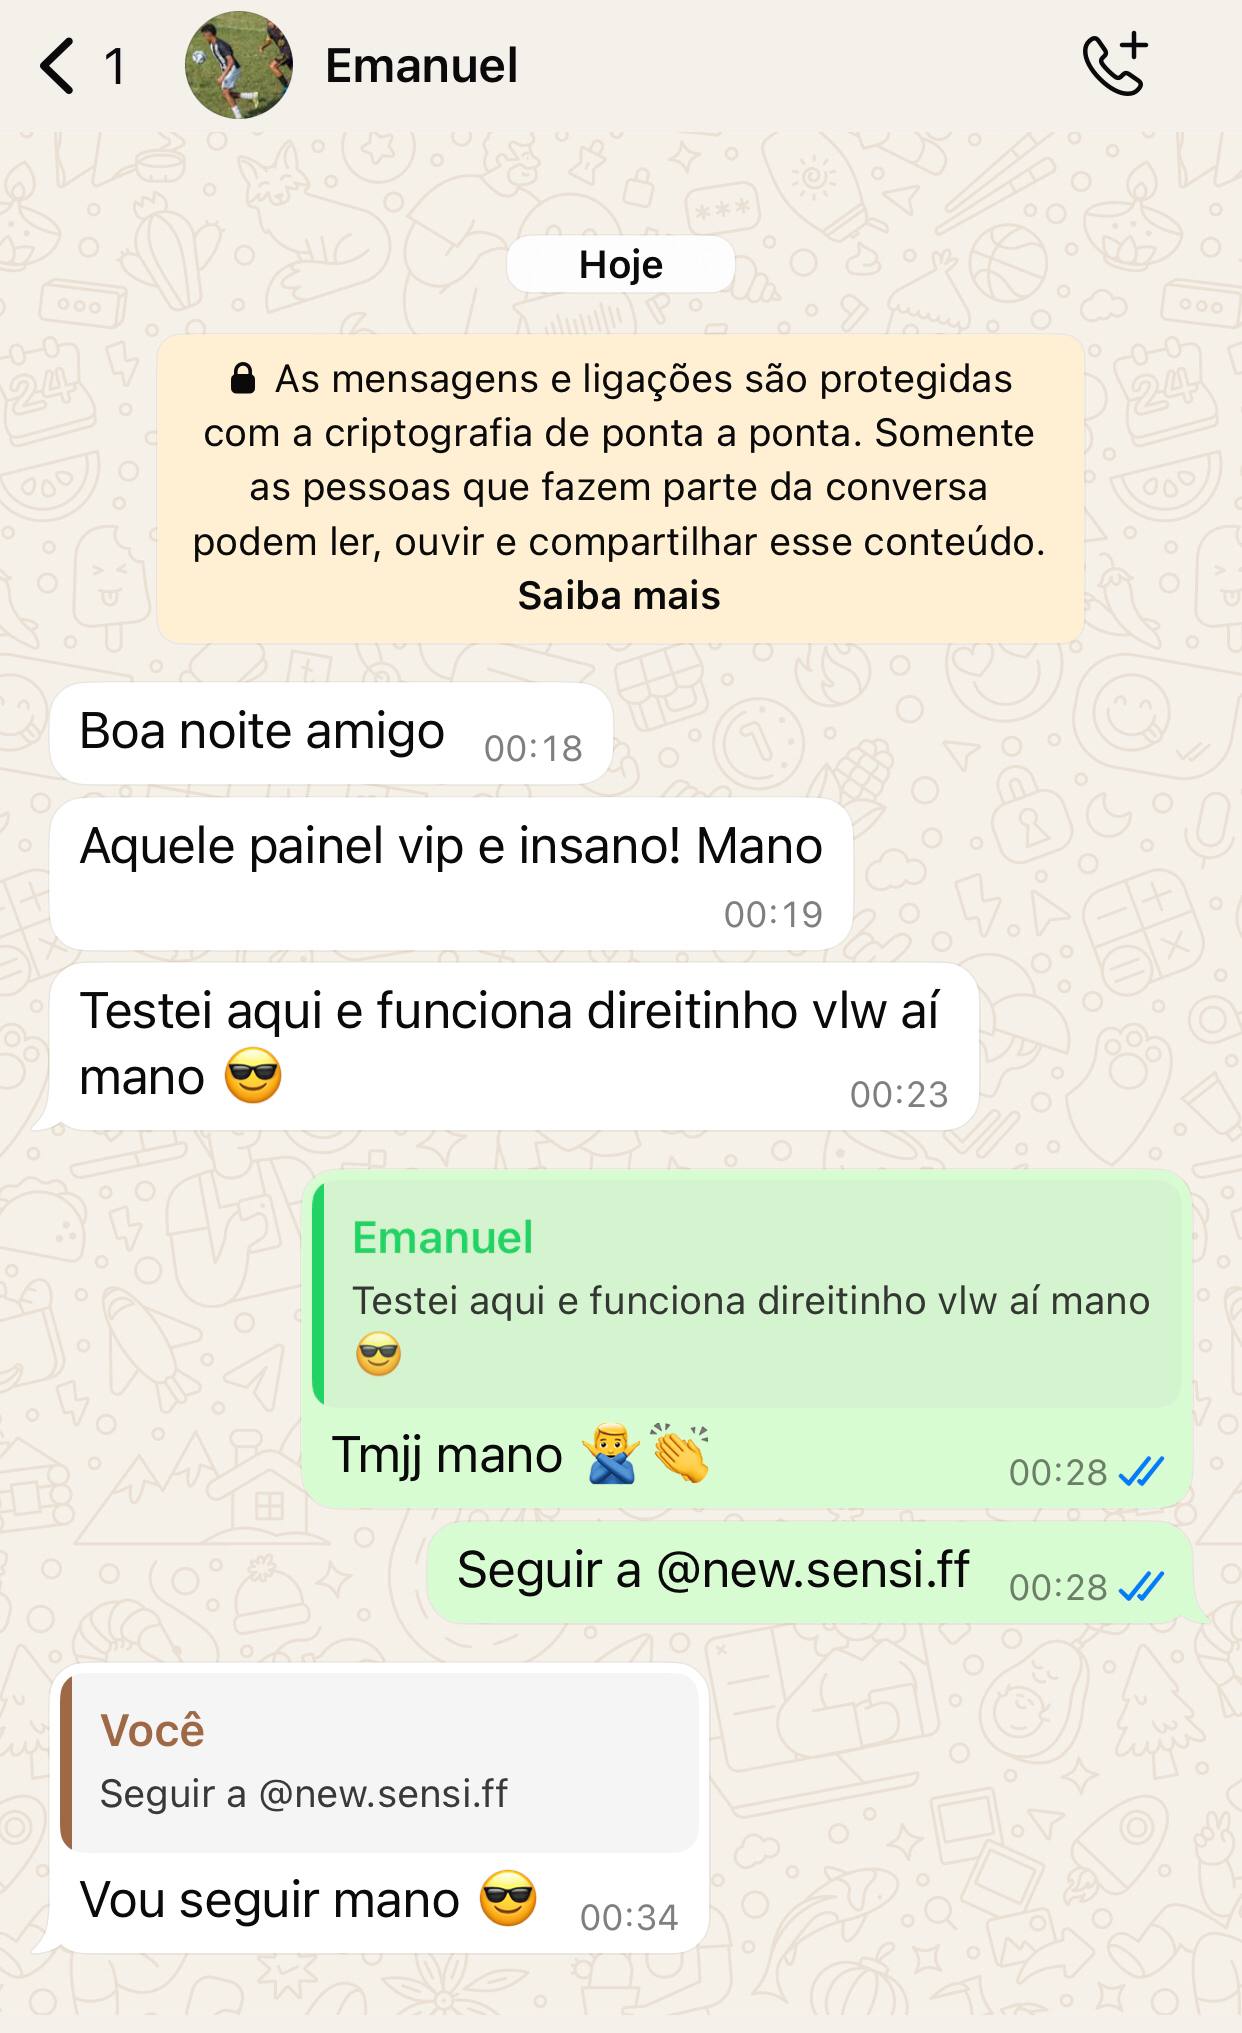 1
Emanuel
Hoje
As mensagens e ligações são protegidas
com a criptografia de ponta a ponta. Somente
as pessoas que fazem parte da conversa
podem ler, ouvir e compartilhar esse conteúdo.
Saiba mais
Boa noite amigo 00:18
Aquele painel vip e insano! Mano
00:19
Testei aqui e funciona direitinho vlw aí
mano 😎 00:23
Emanuel
Testei aqui e funciona direitinho vlw aí mano
😎
Tmjj mano 🙅‍♂️👏 00:28
Seguir a @new.sensi.ff 00:28
Você
Seguir a @new.sensi.ff
Vou seguir mano 😎 00:34